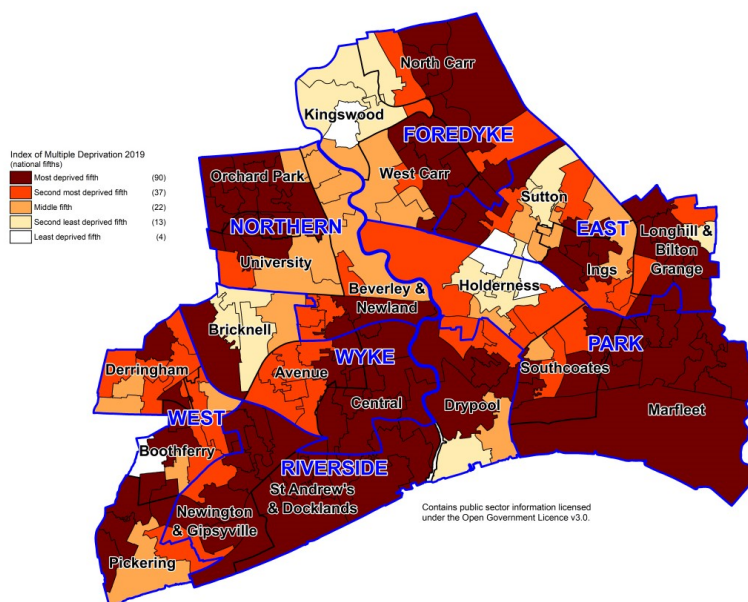 North Carr
Kingswood
Index of Multiple Deprivation 2019
(national fifths)
Most deprived fifth (90)
Second most deprived fifth (37)
Middle fifth (22)
Second least deprived fifth (13)
Least deprived fifth (4)
FOREDYKE
Orchard Park
West Carr
Sutton
NORTHERN
EAST
Longhill &
Bilton
Grange
University
Ings
Holderness
Beverley &
Newland
Bricknell
WYKE
PARK
Derringham
Avenue
Southcoates
Central
Drypool
Marfleet
WEST
Boothferry
RIVERSIDE
St Andrew's
& Docklands
Newington
& Gipsyville
Contains public sector information licensed
under the Open Government Licence v3.0.
Pickering